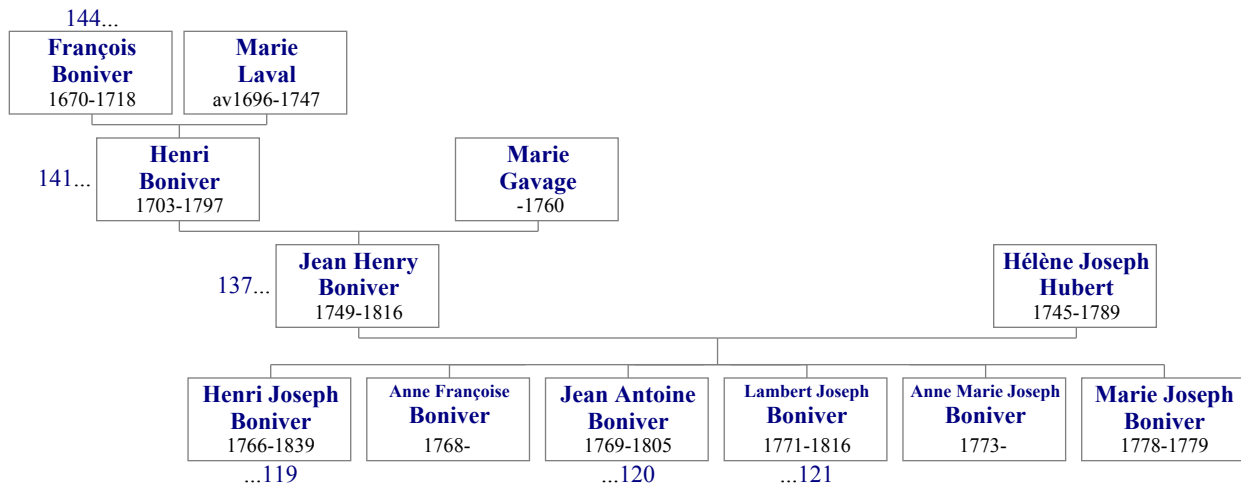 144...
François
Boniver
1670-1718
Marie
Laval
av1696-1747
141...
Henri
Boniver
1703-1797
Marie
Gavage
-1760
137...
Jean Henry
Boniver
1749-1816
Hélène Joseph
Hubert
1745-1789
Henri Joseph
Boniver
1766-1839
...119
Anne Françoise
Boniver
1768-
Jean Antoine
Boniver
1769-1805
...120
Lambert Joseph
Boniver
1771-1816
...121
Anne Marie Joseph
Boniver
1773-
Marie Joseph
Boniver
1778-1779